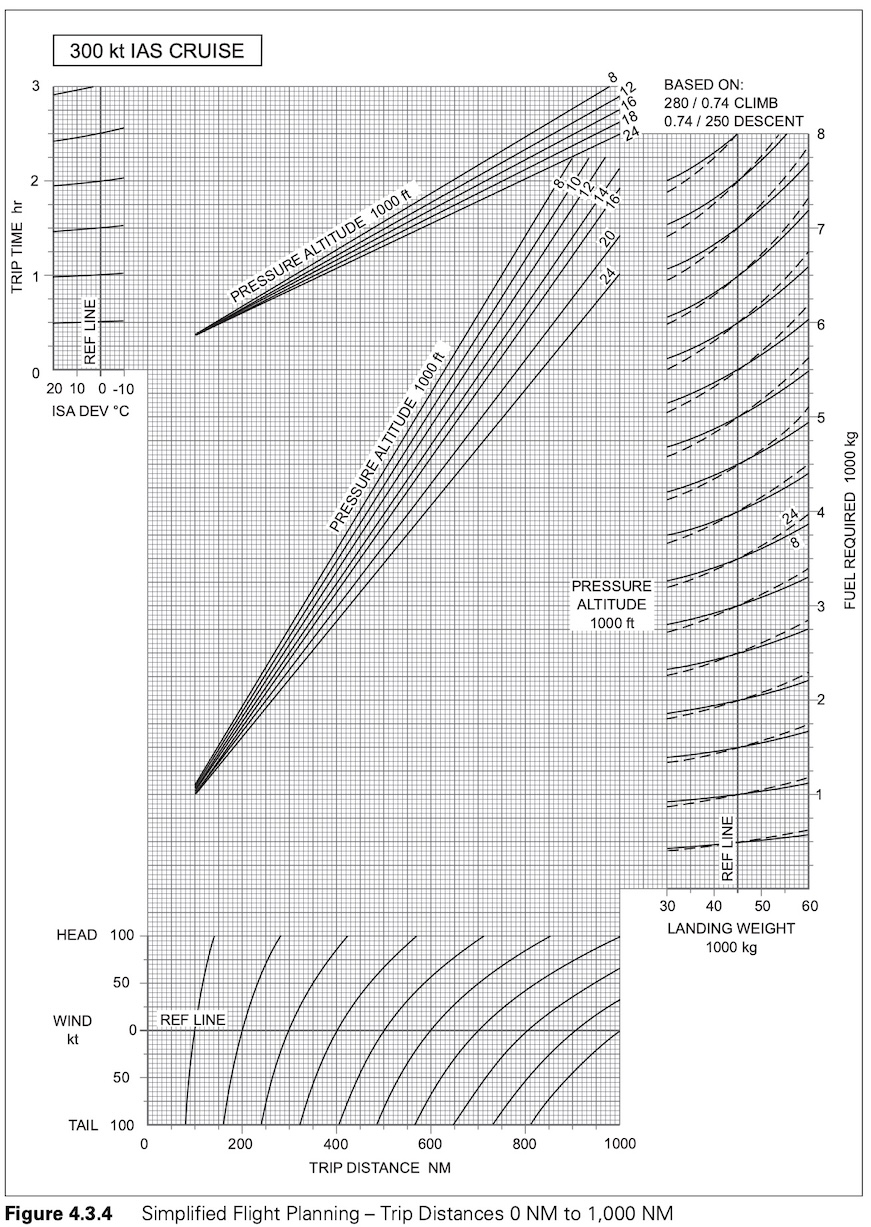 300 kt IAS CRUISE
BASED ON:
280 / 0.74 CLIMB
0.74 / 250 DESCENT
3
2
1
0
TRIP TIME hr
REF LINE
20 10 0 -10
ISA DEV °C
PRESSURE ALTITUDE 1000 ft
8
12
16
18
24
PRESSURE ALTITUDE 1000 ft
8
10
12
14
16
20
24
8
7
6
5
4
3
2
1
FUEL REQUIRED 1000 kg
24
8
PRESSURE
ALTITUDE
1000 ft
REF LINE
30 40 50 60
LANDING WEIGHT
1000 kg
HEAD 100
50
WIND 0
kt
50
TAIL 100
REF LINE
0 200 400 600 800 1000
TRIP DISTANCE NM
Figure 4.3.4 Simplified Flight Planning – Trip Distances 0 NM to 1,000 NM